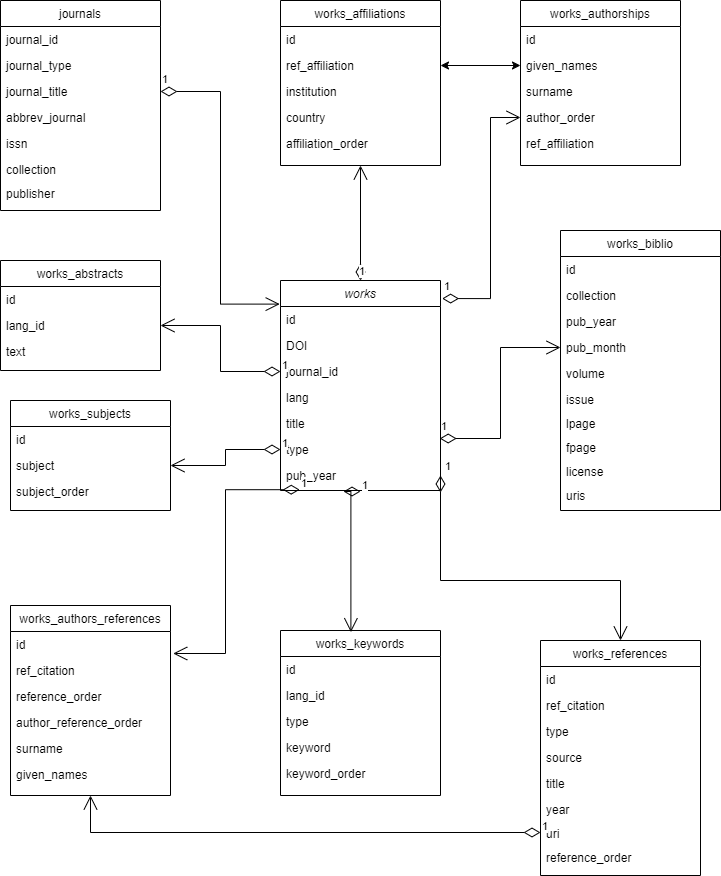 journals
journal_id
journal_type
journal_title
abbrev_journal
issn
collection
publisher
1
works_affiliations
id
ref_affiliation
institution
country
affiliation_order
works_authorships
id
given_names
surname
author_order
ref_affiliation
works_abstracts
id
lang_id
text
1
works
id
DOI
journal_id
lang
title
type
pub_year
1
1
1
1
1
1
1
works_biblio
id
collection
pub_year
pub_month
volume
issue
lpage
fpage
license
uris
works_subjects
id
subject
subject_order
works_authors_references
id
ref_citation
reference_order
author_reference_order
surname
given_names
works_keywords
id
lang_id
type
keyword
keyword_order
works_references
id
ref_citation
type
source
title
year
uri
reference_order
1